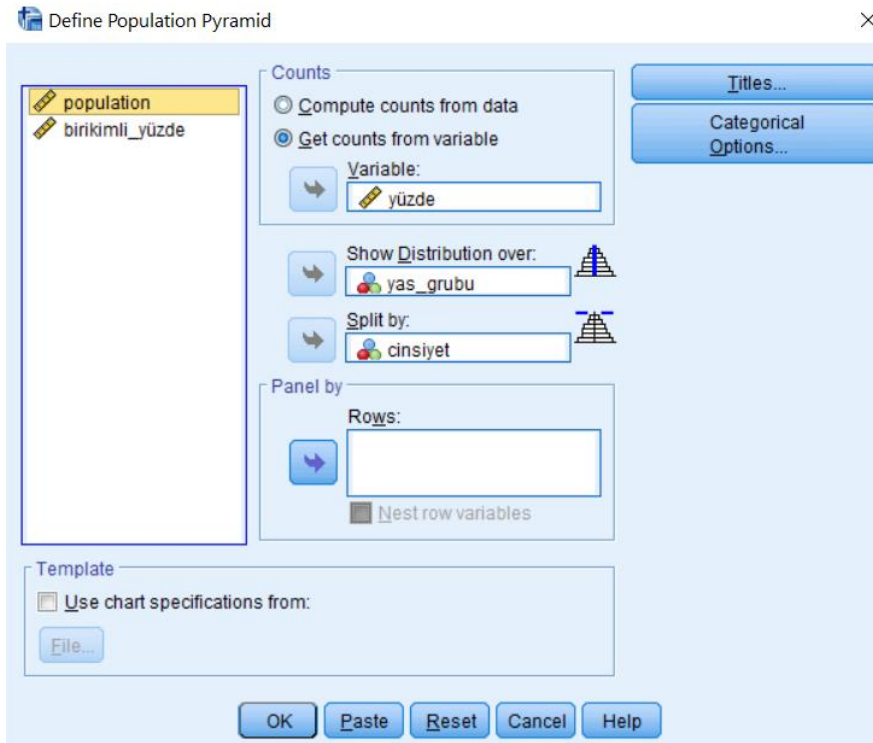 Define Population Pyramid
population
birikimli_yüzde
Counts
Compute counts from data
Get counts from variable
Variable:
yüzde
Show Distribution over:
yas_grubu
Split by:
cinsiyet
Panel by
Rows:
Nest row variables
Titles...
Categorical
Options...
Template
Use chart specifications from:
File...
OK Paste Reset Cancel Help